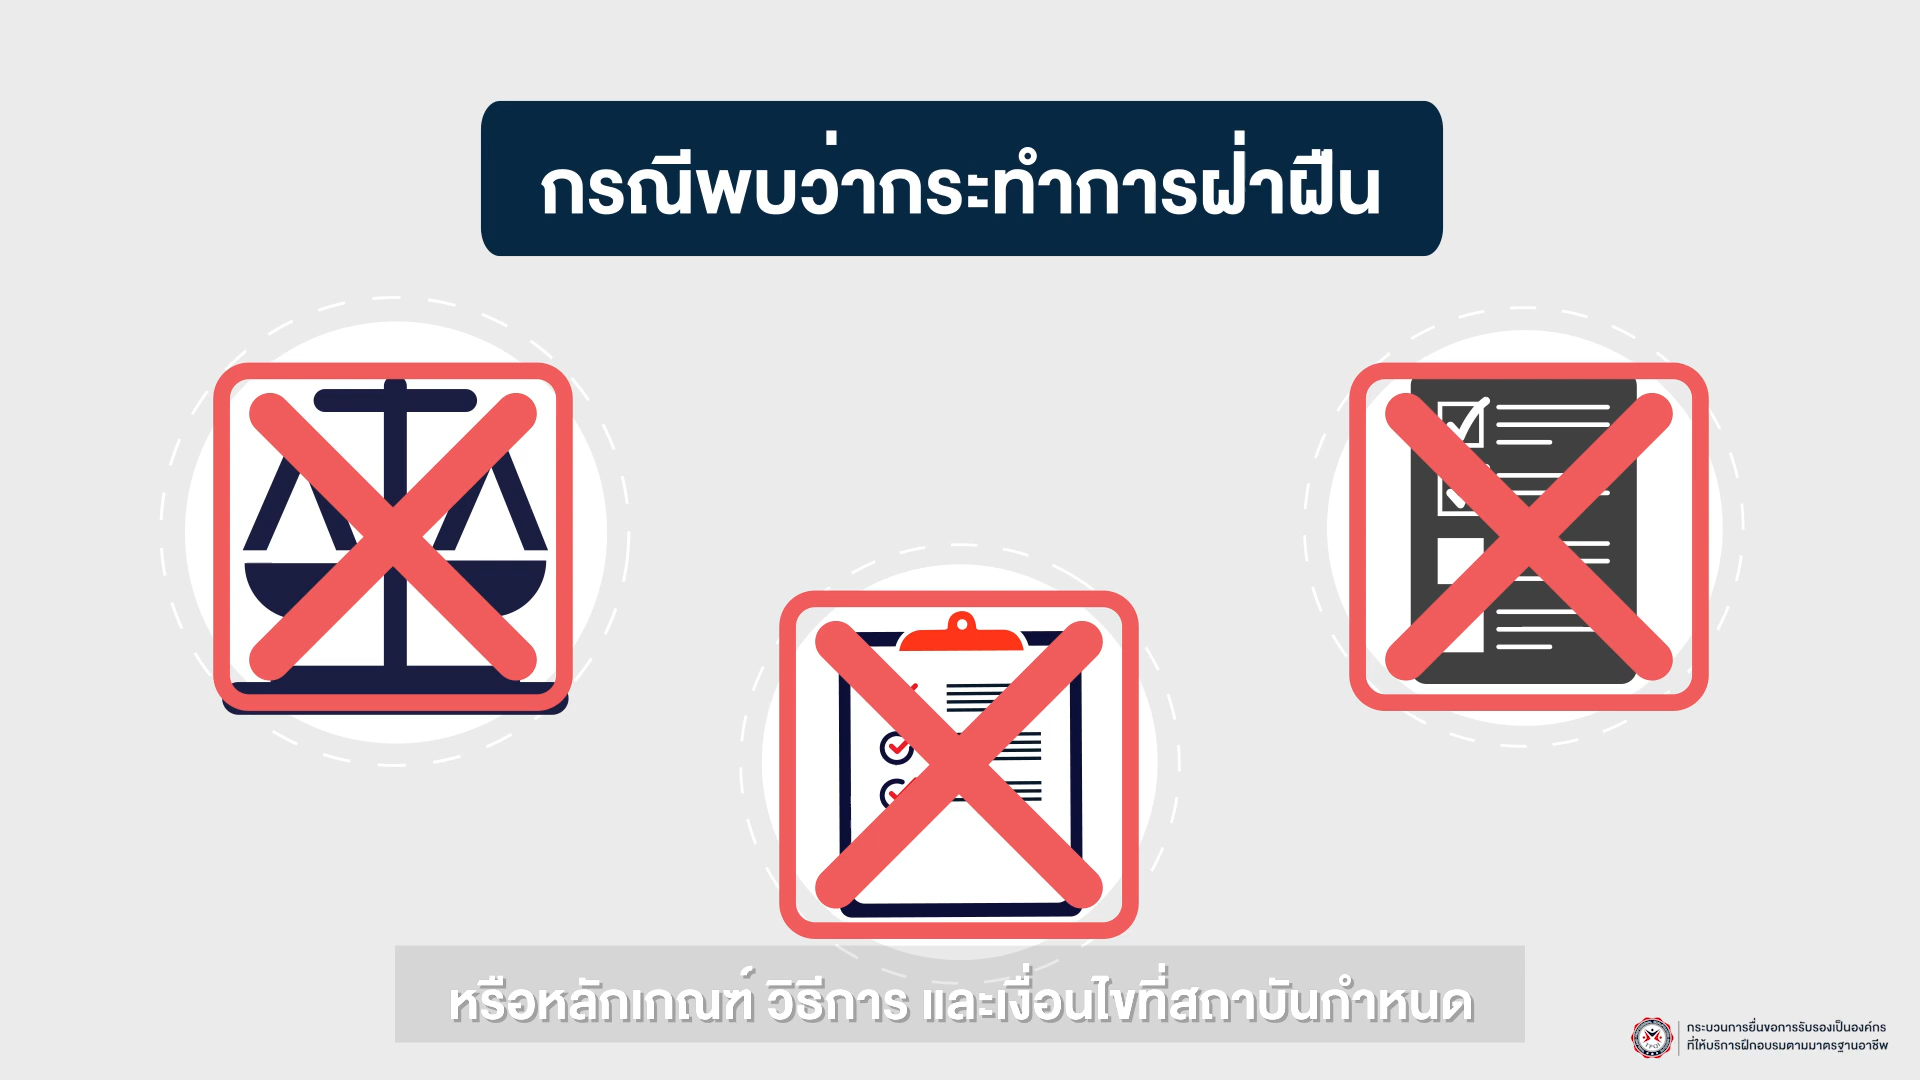 กรณีพบว่ากระทำการฝ่าฝืน
หรือหลักเกณฑ์ วิธีการ และเงื่อนไขที่สถาบันกำหนด
กระบวนการยื่นขอการรับรองเป็นองค์กร
ที่ให้บริการฝึกอบรมตามมาตรฐานอาชีพ